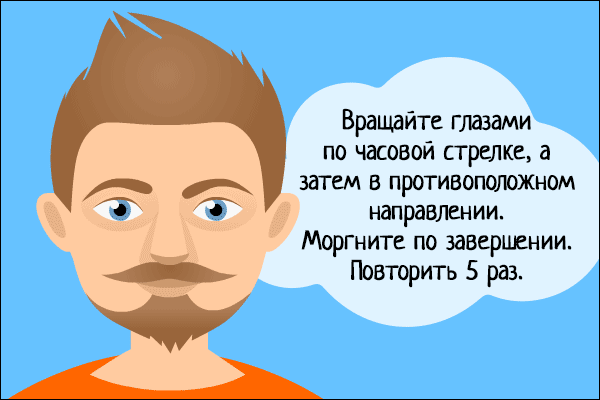 Вращайте глазами
по часовой стрелке, а
затем в противоположном
направлении.
Моргните по завершении.
Повторить 5 раз.